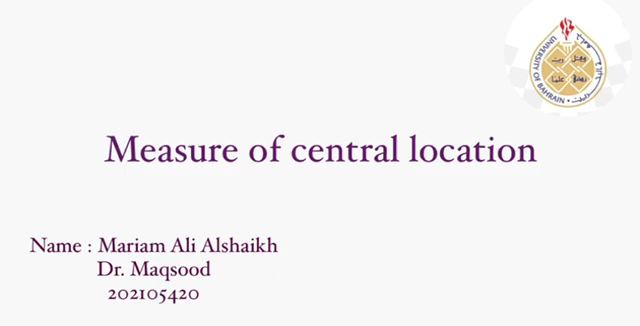 UNIVERSITY OF BAHRAIN
Measure of central location
Name : Mariam Ali Alshaikh
Dr. Maqsood
202105420